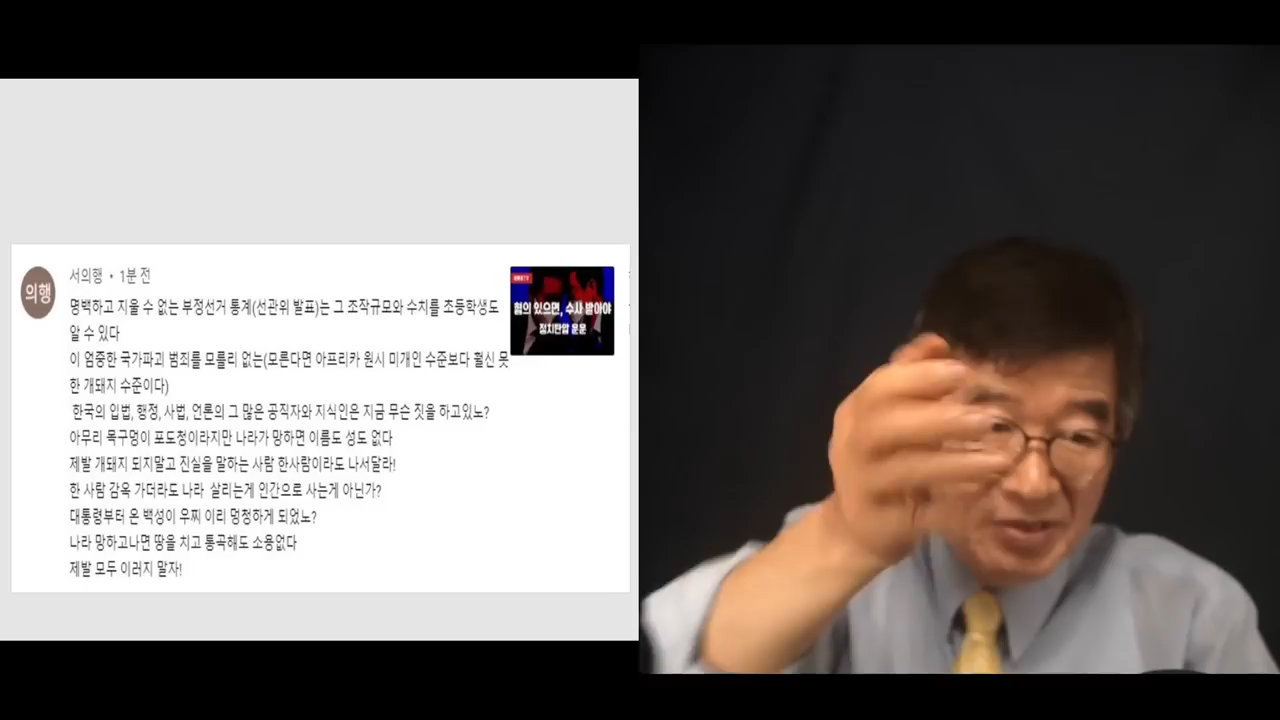 의행
서의행 • 1분 전
명백하고 지울 수 없는 부정선거 통계(선관위 발표)는 그 조작규모와 수치를 초등학생도
알 수 있다
이 엄중한 국가파괴 범죄를 모를리 없는(모른다면 아프리카 원시 미개인 수준보다 훨신 못
한 개돼지 수준이다)
한국의 입법, 행정, 사법, 언론의 그 많은 공직자와 지식인은 지금 무슨 짓을 하고있노?
아무리 목구멍이 포도청이라지만 나라가 망하면 이름도 성도 없다
제발 개돼지 되지말고 진실을 말하는 사람 한사람이라도 나서달라!
한 사람 감옥 가더라도 나라 살리는게 인간으로 사는게 아닌가?
대통령부터 온 백성이 우찌 이리 멍청하게 되었노?
나라 망하고나면 땅을 치고 통곡해도 소용없다
제발 모두 이러지 말자!
혐의 있으면, 수사 받아야
정치탄압 운운